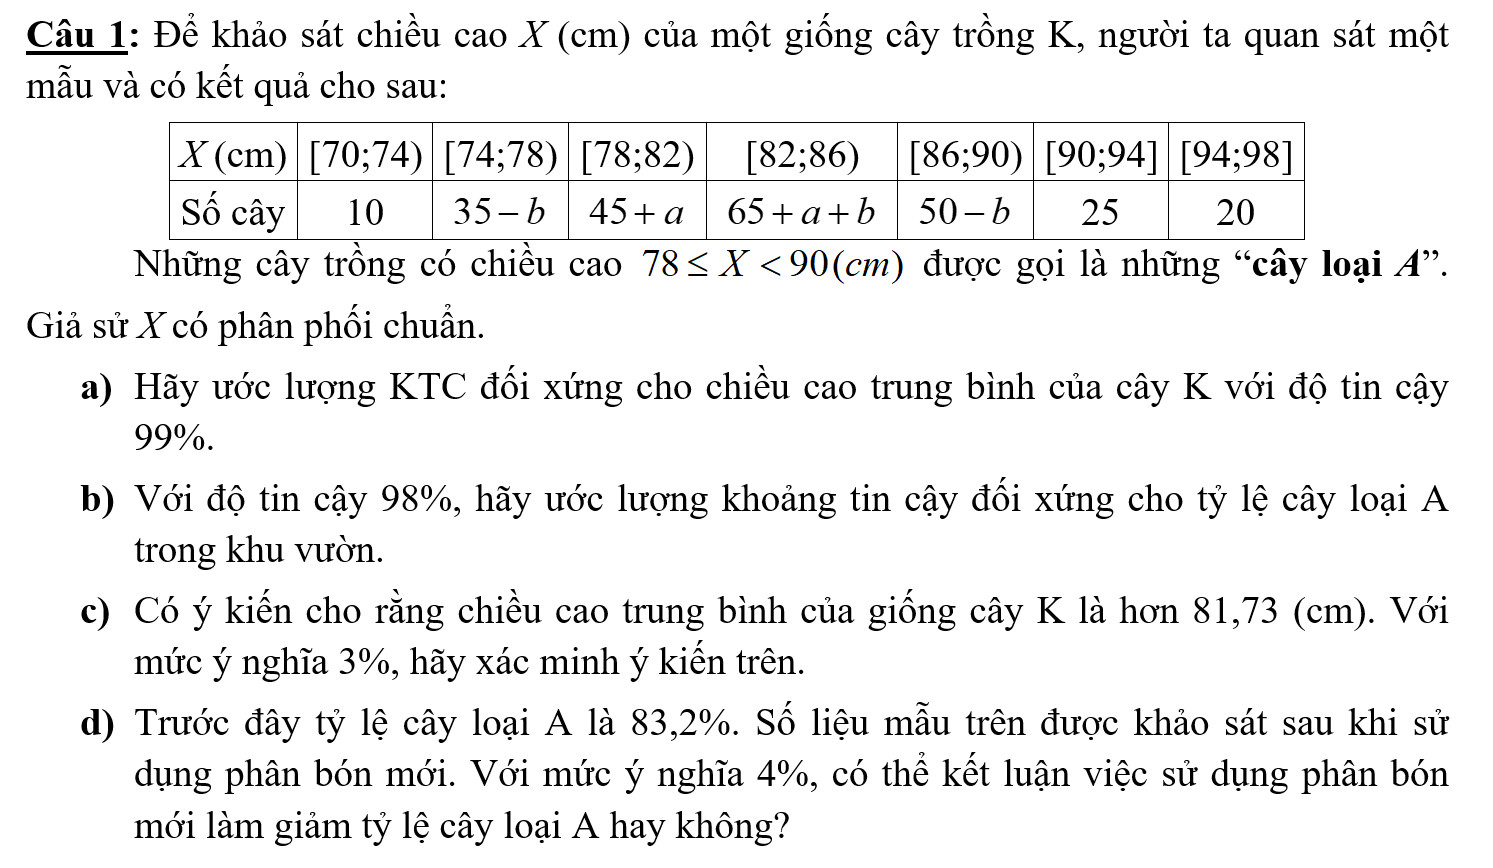 Câu 1: Để khảo sát chiều cao X (cm) của một giống cây trồng K, người ta quan sát một
mẫu và có kết quả cho sau:
X (cm) [70;74) [74;78) [78;82) [82;86) [86;90) [90;94] [94;98]
Số cây 10 35 − b 45 + a 65 + a + b 50 − b 25 20
Những cây trồng có chiều cao 78 ≤ X < 90(cm) được gọi là những “cây loại A”.
Giả sử X có phân phối chuẩn.
a) Hãy ước lượng KTC đối xứng cho chiều cao trung bình của cây K với độ tin cậy
99%.
b) Với độ tin cậy 98%, hãy ước lượng khoảng tin cậy đối xứng cho tỷ lệ cây loại A
trong khu vườn.
c) Có ý kiến cho rằng chiều cao trung bình của giống cây K là hơn 81,73 (cm). Với
mức ý nghĩa 3%, hãy xác minh ý kiến trên.
d) Trước đây tỷ lệ cây loại A là 83,2%. Số liệu mẫu trên được khảo sát sau khi sử
dụng phân bón mới. Với mức ý nghĩa 4%, có thể kết luận việc sử dụng phân bón
mới làm giảm tỷ lệ cây loại A hay không?